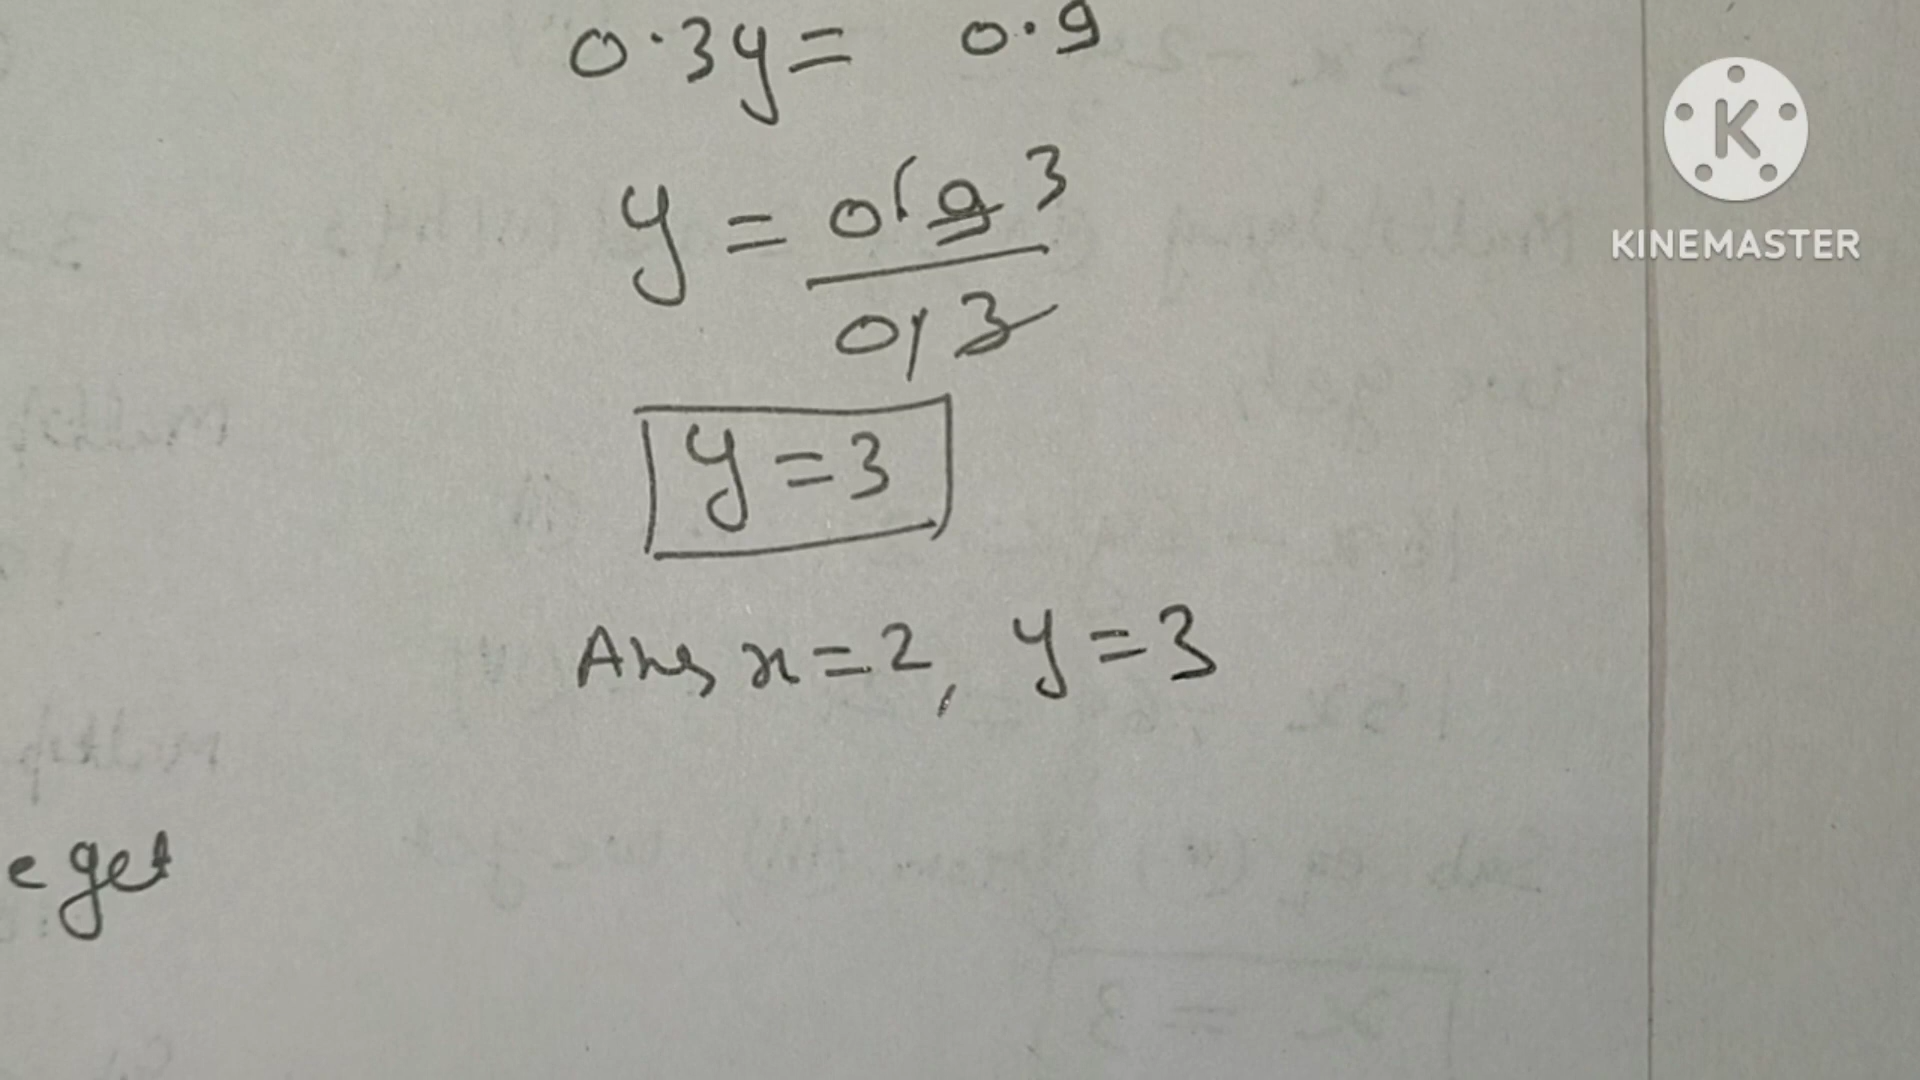 0.3y = 0.9
K
KINEMASTER
y = 0.9 3
0.3
y = 3
Ans x = 2, y = 3
e get